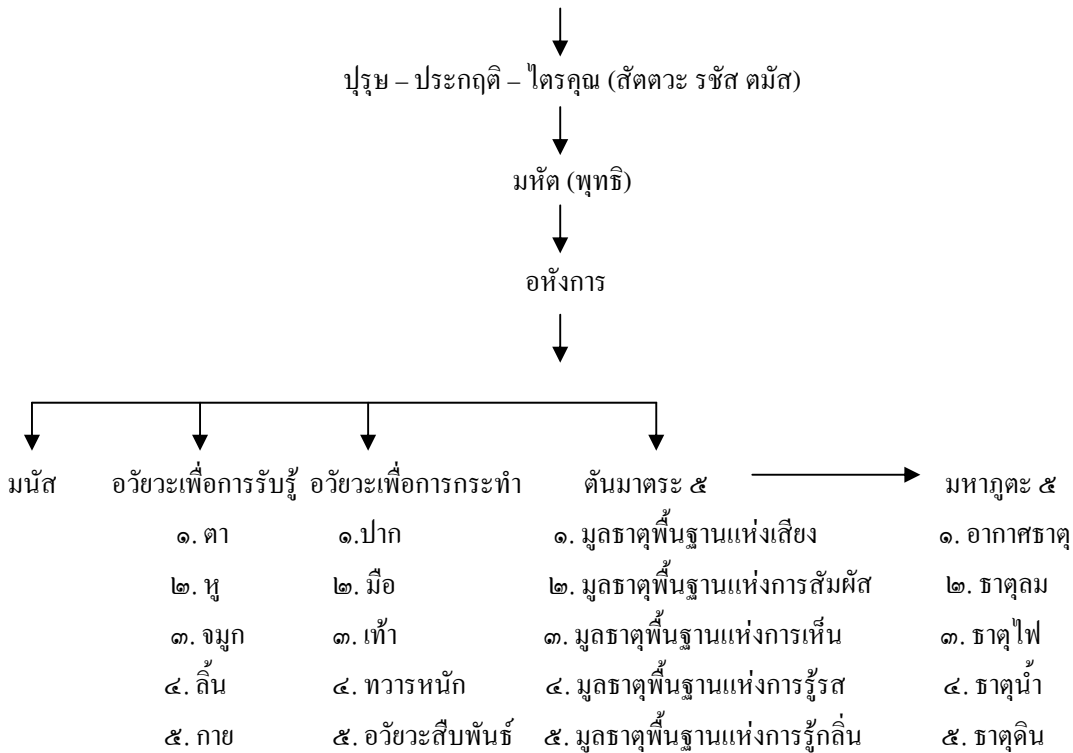 ปุรุษ – ประกฤติ – ไตรคุณ (สัตตวะ รชัส ตมัส)
มหัต (พุทธิ)
อหังการ
มนัส อวัยวะเพื่อการรับรู้ อวัยวะเพื่อการกระทำ ตันมาตระ ๕ มหาภูตะ ๕
๑. ตา ๑.ปาก ๑. มูลธาตุพื้นฐานแห่งเสียง ๑. อากาศธาตุ
๒. หู ๒. มือ ๒. มูลธาตุพื้นฐานแห่งการสัมผัส ๒. ธาตุลม
๓. จมูก ๓. เท้า ๓. มูลธาตุพื้นฐานแห่งการเห็น ๓. ธาตุไฟ
๔. ลิ้น ๔. ทวารหนัก ๔. มูลธาตุพื้นฐานแห่งการรู้รส ๔. ธาตุน้ำ
๕. กาย ๕. อวัยวะสืบพันธ์ ๕. มูลธาตุพื้นฐานแห่งการรู้กลิ่น ๕. ธาตุดิน